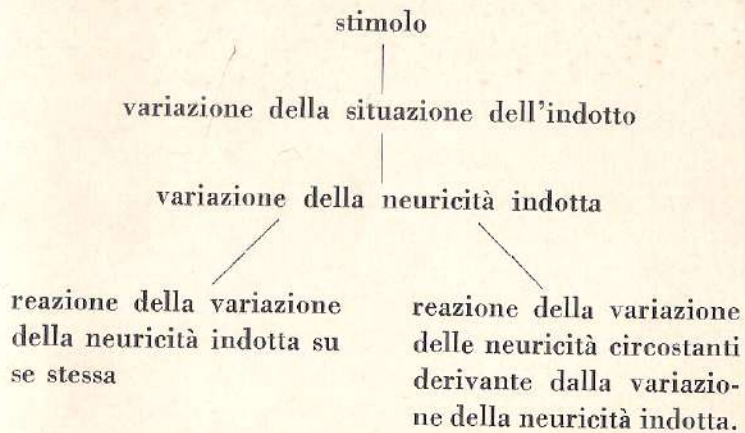 stimolo
variazione della situazione dell'indotto
variazione della neuricità indotta
reazione della variazione
della neuricità indotta su
se stessa
reazione della variazione
delle neuricità circostanti
derivante dalla variazio-
ne della neuricità indotta.